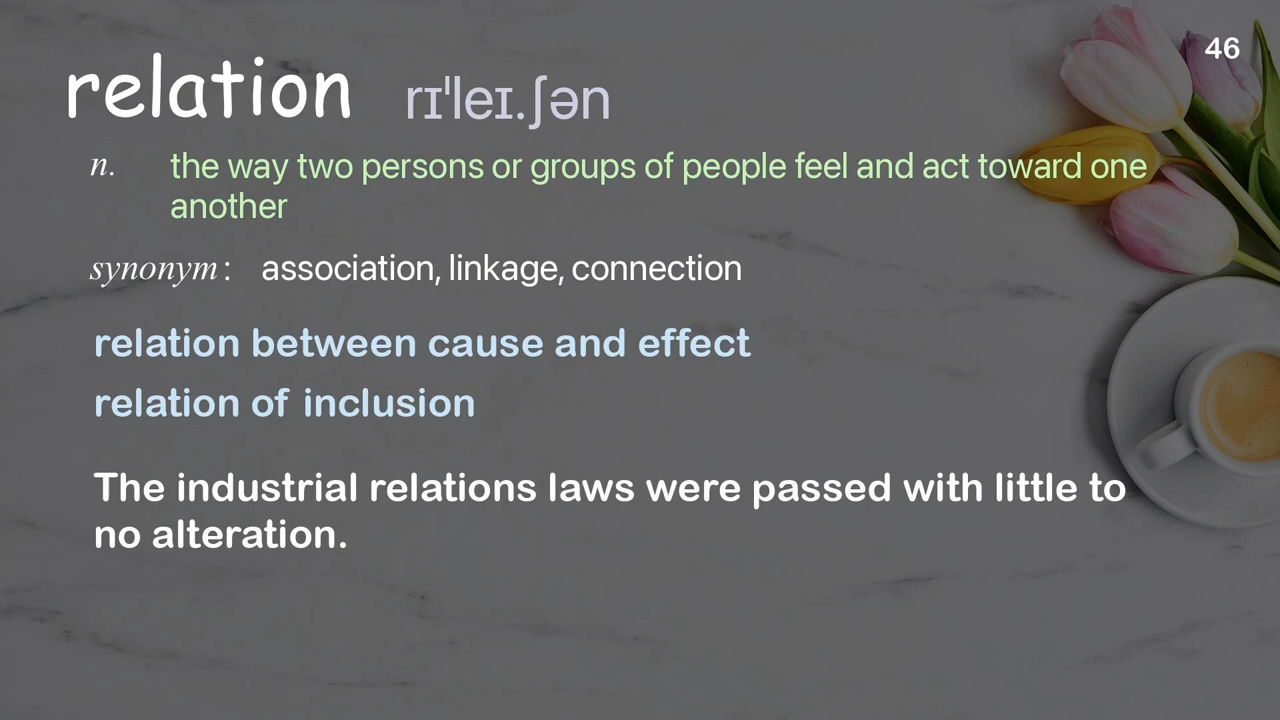 46
relation rɪˈleɪ.ʃən
n. the way two persons or groups of people feel and act toward one
another
synonym: association, linkage, connection
relation between cause and effect
relation of inclusion
The industrial relations laws were passed with little to
no alteration.